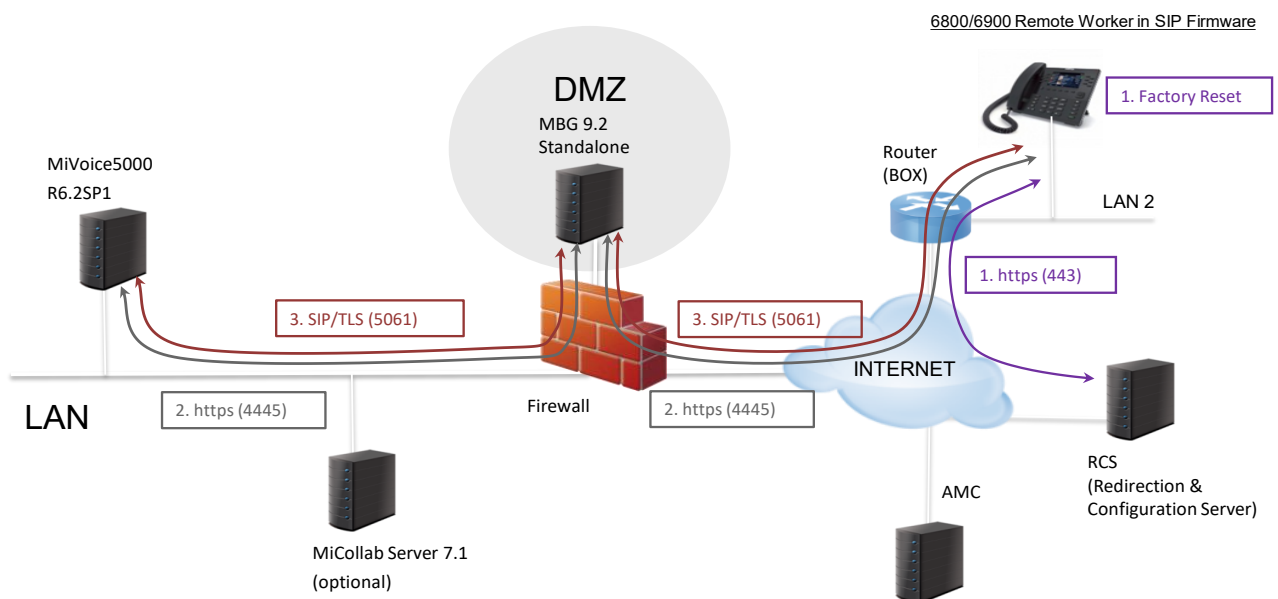 6800/6900 Remote Worker in SIP Firmware
DMZ
MBG 9.2
Standalone
1. Factory Reset
MiVoice5000
R6.2SP1
Router
(BOX)
LAN 2
1. https (443)
3. SIP/TLS (5061)
3. SIP/TLS (5061)
INTERNET
LAN
2. https (4445)
Firewall
2. https (4445)
RCS
(Redirection &
Configuration Server)
AMC
MiCollab Server 7.1
(optional)